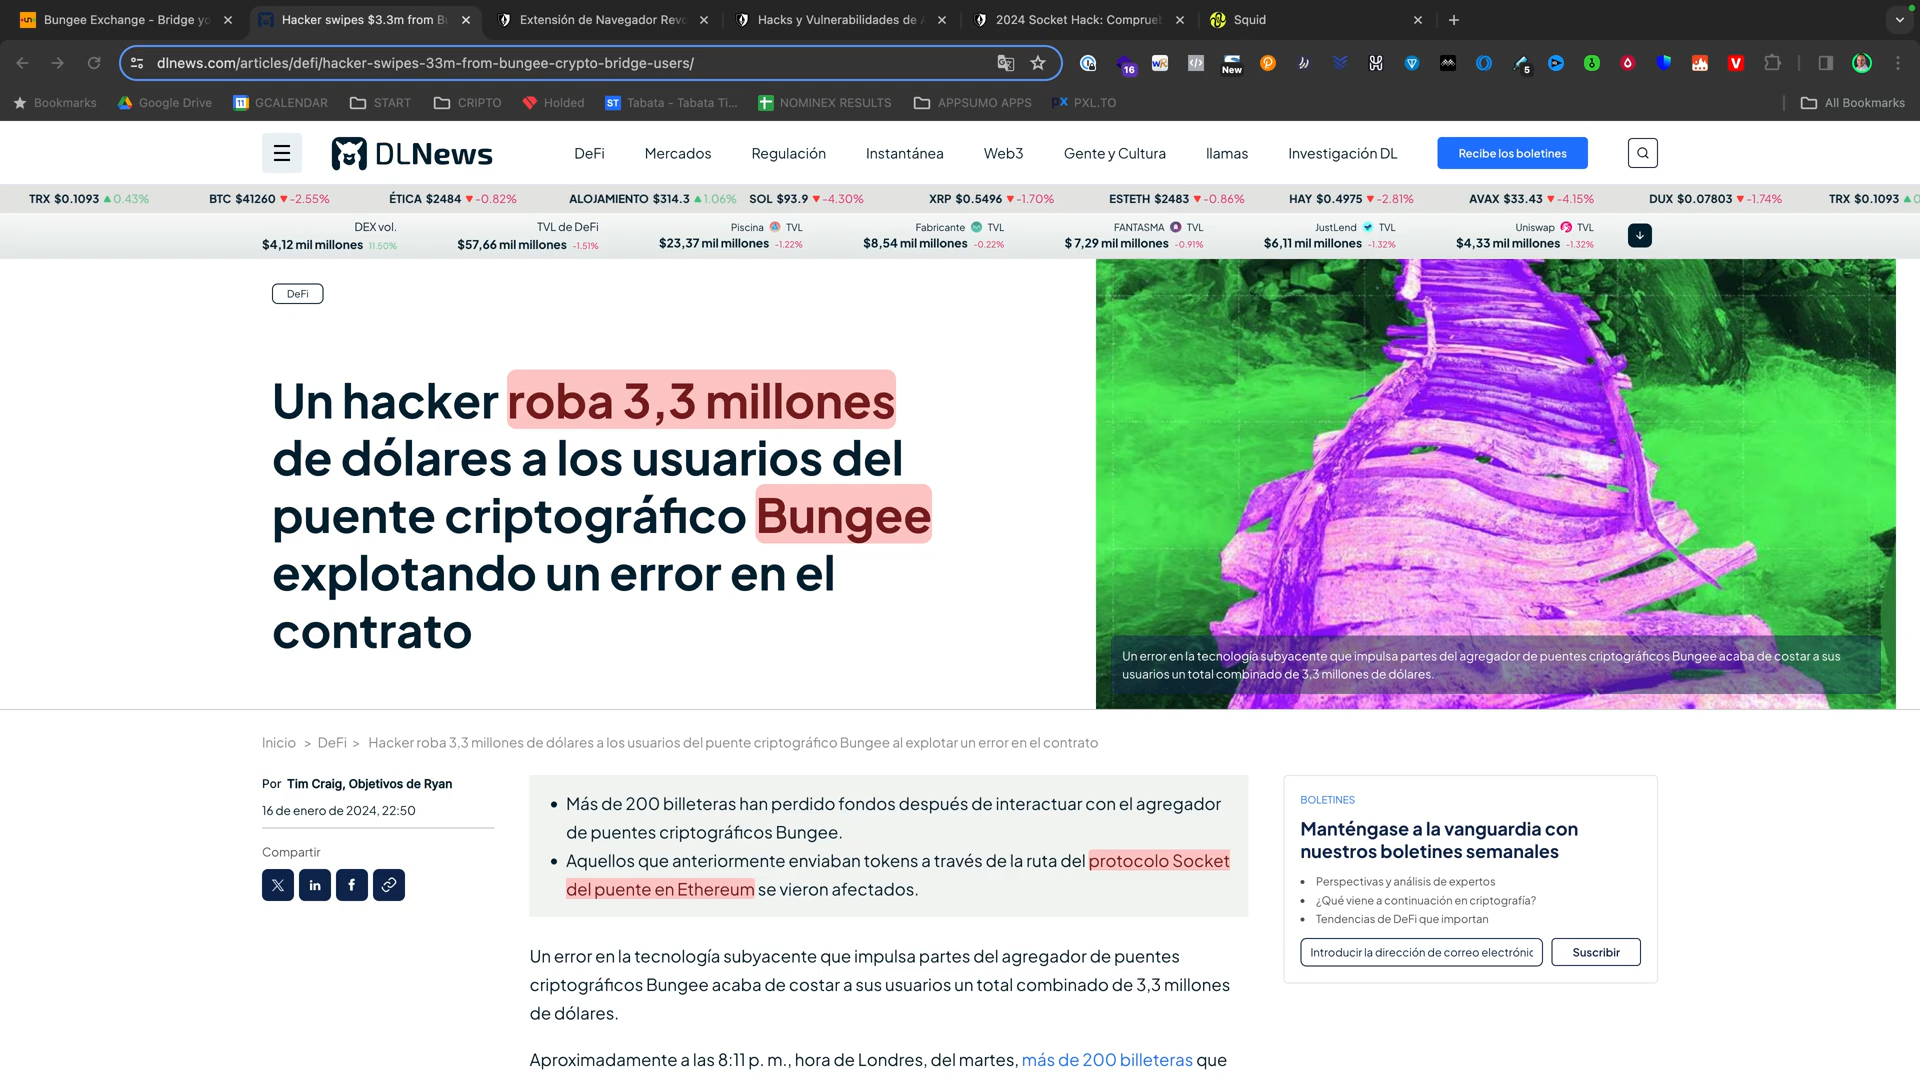 Bungee Exchange - Bridge yo
Hacker swipes $3.3m from Bu
Extensión de Navegador Revo
Hacks y Vulnerabilidades de A
2024 Socket Hack: Comprueb
Squid
dlnews.com/articles/defi/hacker-swipes-33m-from-bungee-crypto-bridge-users/
16
New
5
Bookmarks
Google Drive
GCALENDAR
START
CRIPTO
Holded
Tabata - Tabata Ti...
NOMINEX RESULTS
APPSUMO APPS
PXL.TO
All Bookmarks
DLNews
DeFi
Mercados
Regulación
Instantánea
Web3
Gente y Cultura
llamas
Investigación DL
Recibe los boletines
TRX $0.1093 0.43%
BTC $41260 -2.55%
ÉTICA $2484 -0.82%
ALOJAMIENTO $314.3 1.06%
SOL $93.9 -4.30%
XRP $0.5496 -1.70%
ESTETH $2483 -0.86%
HAY $0.4975 -2.81%
AVAX $33.43 -4.15%
DUX $0.07803 -1.74%
TRX $0.1093
DEX vol.
$4,12 mil millones 11.50%
TVL de DeFi
$57,66 mil millones -1.51%
Piscina TVL
$23,37 mil millones -1.22%
Fabricante TVL
$8,54 mil millones -0.22%
FANTASMA TVL
$ 7,29 mil millones -0.91%
JustLend TVL
$6,11 mil millones -1.32%
Uniswap TVL
$4,33 mil millones -1.32%
DeFi
Un hacker roba 3,3 millones
de dólares a los usuarios del
puente criptográfico Bungee
explotando un error en el
contrato
Un error en la tecnología subyacente que impulsa partes del agregador de puentes criptográficos Bungee acaba de costar a sus
usuarios un total combinado de 3,3 millones de dólares.
Inicio > DeFi > Hacker roba 3,3 millones de dólares a los usuarios del puente criptográfico Bungee al explotar un error en el contrato
Por Tim Craig, Objetivos de Ryan
16 de enero de 2024, 22:50
Compartir
• Más de 200 billeteras han perdido fondos después de interactuar con el agregador
de puentes criptográficos Bungee.
• Aquellos que anteriormente enviaban tokens a través de la ruta del protocolo Socket
del puente en Ethereum se vieron afectados.
Un error en la tecnología subyacente que impulsa partes del agregador de puentes
criptográficos Bungee acaba de costar a sus usuarios un total combinado de 3,3 millones
de dólares.
Aproximadamente a las 8:11 p. m., hora de Londres, del martes, más de 200 billeteras que
BOLETINES
Manténgase a la vanguardia con
nuestros boletines semanales
• Perspectivas y análisis de expertos
• ¿Qué viene a continuación en criptografía?
• Tendencias de DeFi que importan
Introducir la dirección de correo electrónic
Suscribir